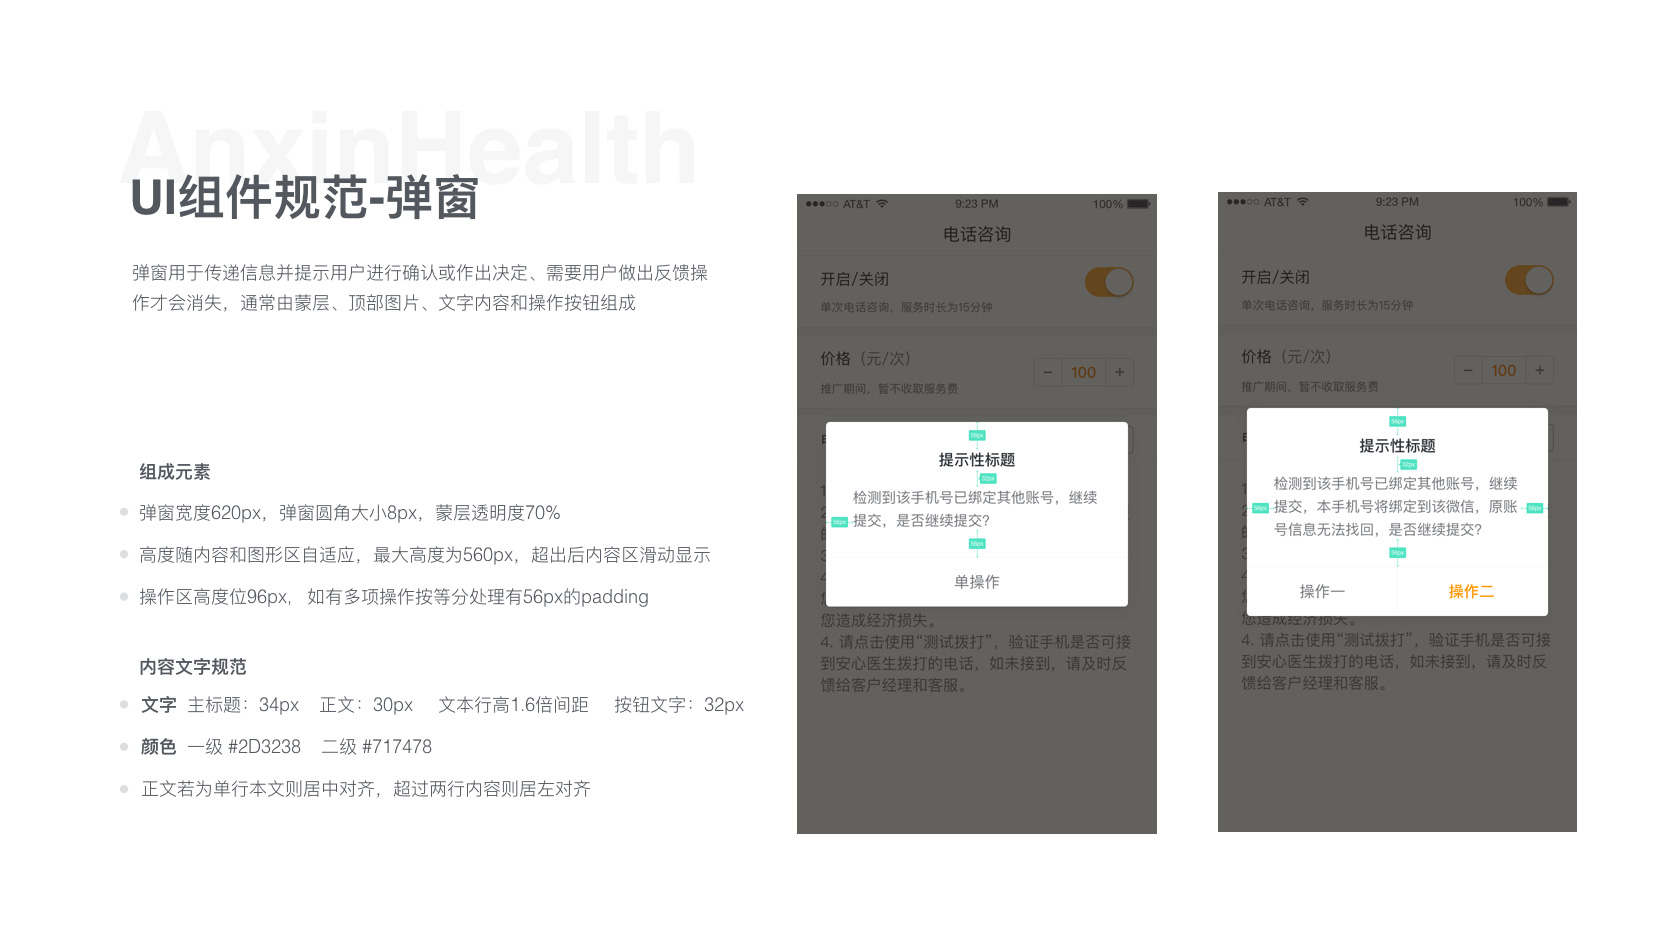 AnxinHealth
UI组件规范-弹窗
弹窗用于传递信息并提示用户进行确认或作出决定、需要用户做出反馈操
作才会消失，通常由蒙层、顶部图片、文字内容和操作按钮组成
组成元素
弹窗宽度620px，弹窗圆角大小8px，蒙层透明度70%
高度随内容和图形区自适应，最大高度为560px，超出后内容区滑动显示
操作区高度位96px，如有多项操作按等分处理有56px的padding
内容文字规范
文字 主标题：34px 正文：30px 文本行高1.6倍间距 按钮文字：32px
颜色 一级 #2D3238 二级 #717478
正文若为单行本文则居中对齐，超过两行内容则居左对齐
AT&T 9:23 PM 100%
电话咨询
开启/关闭
单次电话咨询，服务时长为15分钟
价格（元/次）
− 100 +
推广期间，暂不收取服务费
56px
提示性标题
32px
检测到该手机号已绑定其他账号，继续
56px 提交，是否继续提交？
56px
单操作
您造成经济损失。
4. 请点击使用“测试拨打”，验证手机是否可接
到安心医生拨打的电话，如未接到，请及时反
馈给客户经理和客服。
AT&T 9:23 PM 100%
电话咨询
开启/关闭
单次电话咨询，服务时长为15分钟
价格（元/次）
− 100 +
推广期间，暂不收取服务费
56px
提示性标题
32px
检测到该手机号已绑定其他账号，继续
56px 提交，本手机号将绑定到该微信，原账 56px
号信息无法找回，是否继续提交？
56px
操作一 操作二
您造成经济损失。
4. 请点击使用“测试拨打”，验证手机是否可接
到安心医生拨打的电话，如未接到，请及时反
馈给客户经理和客服。